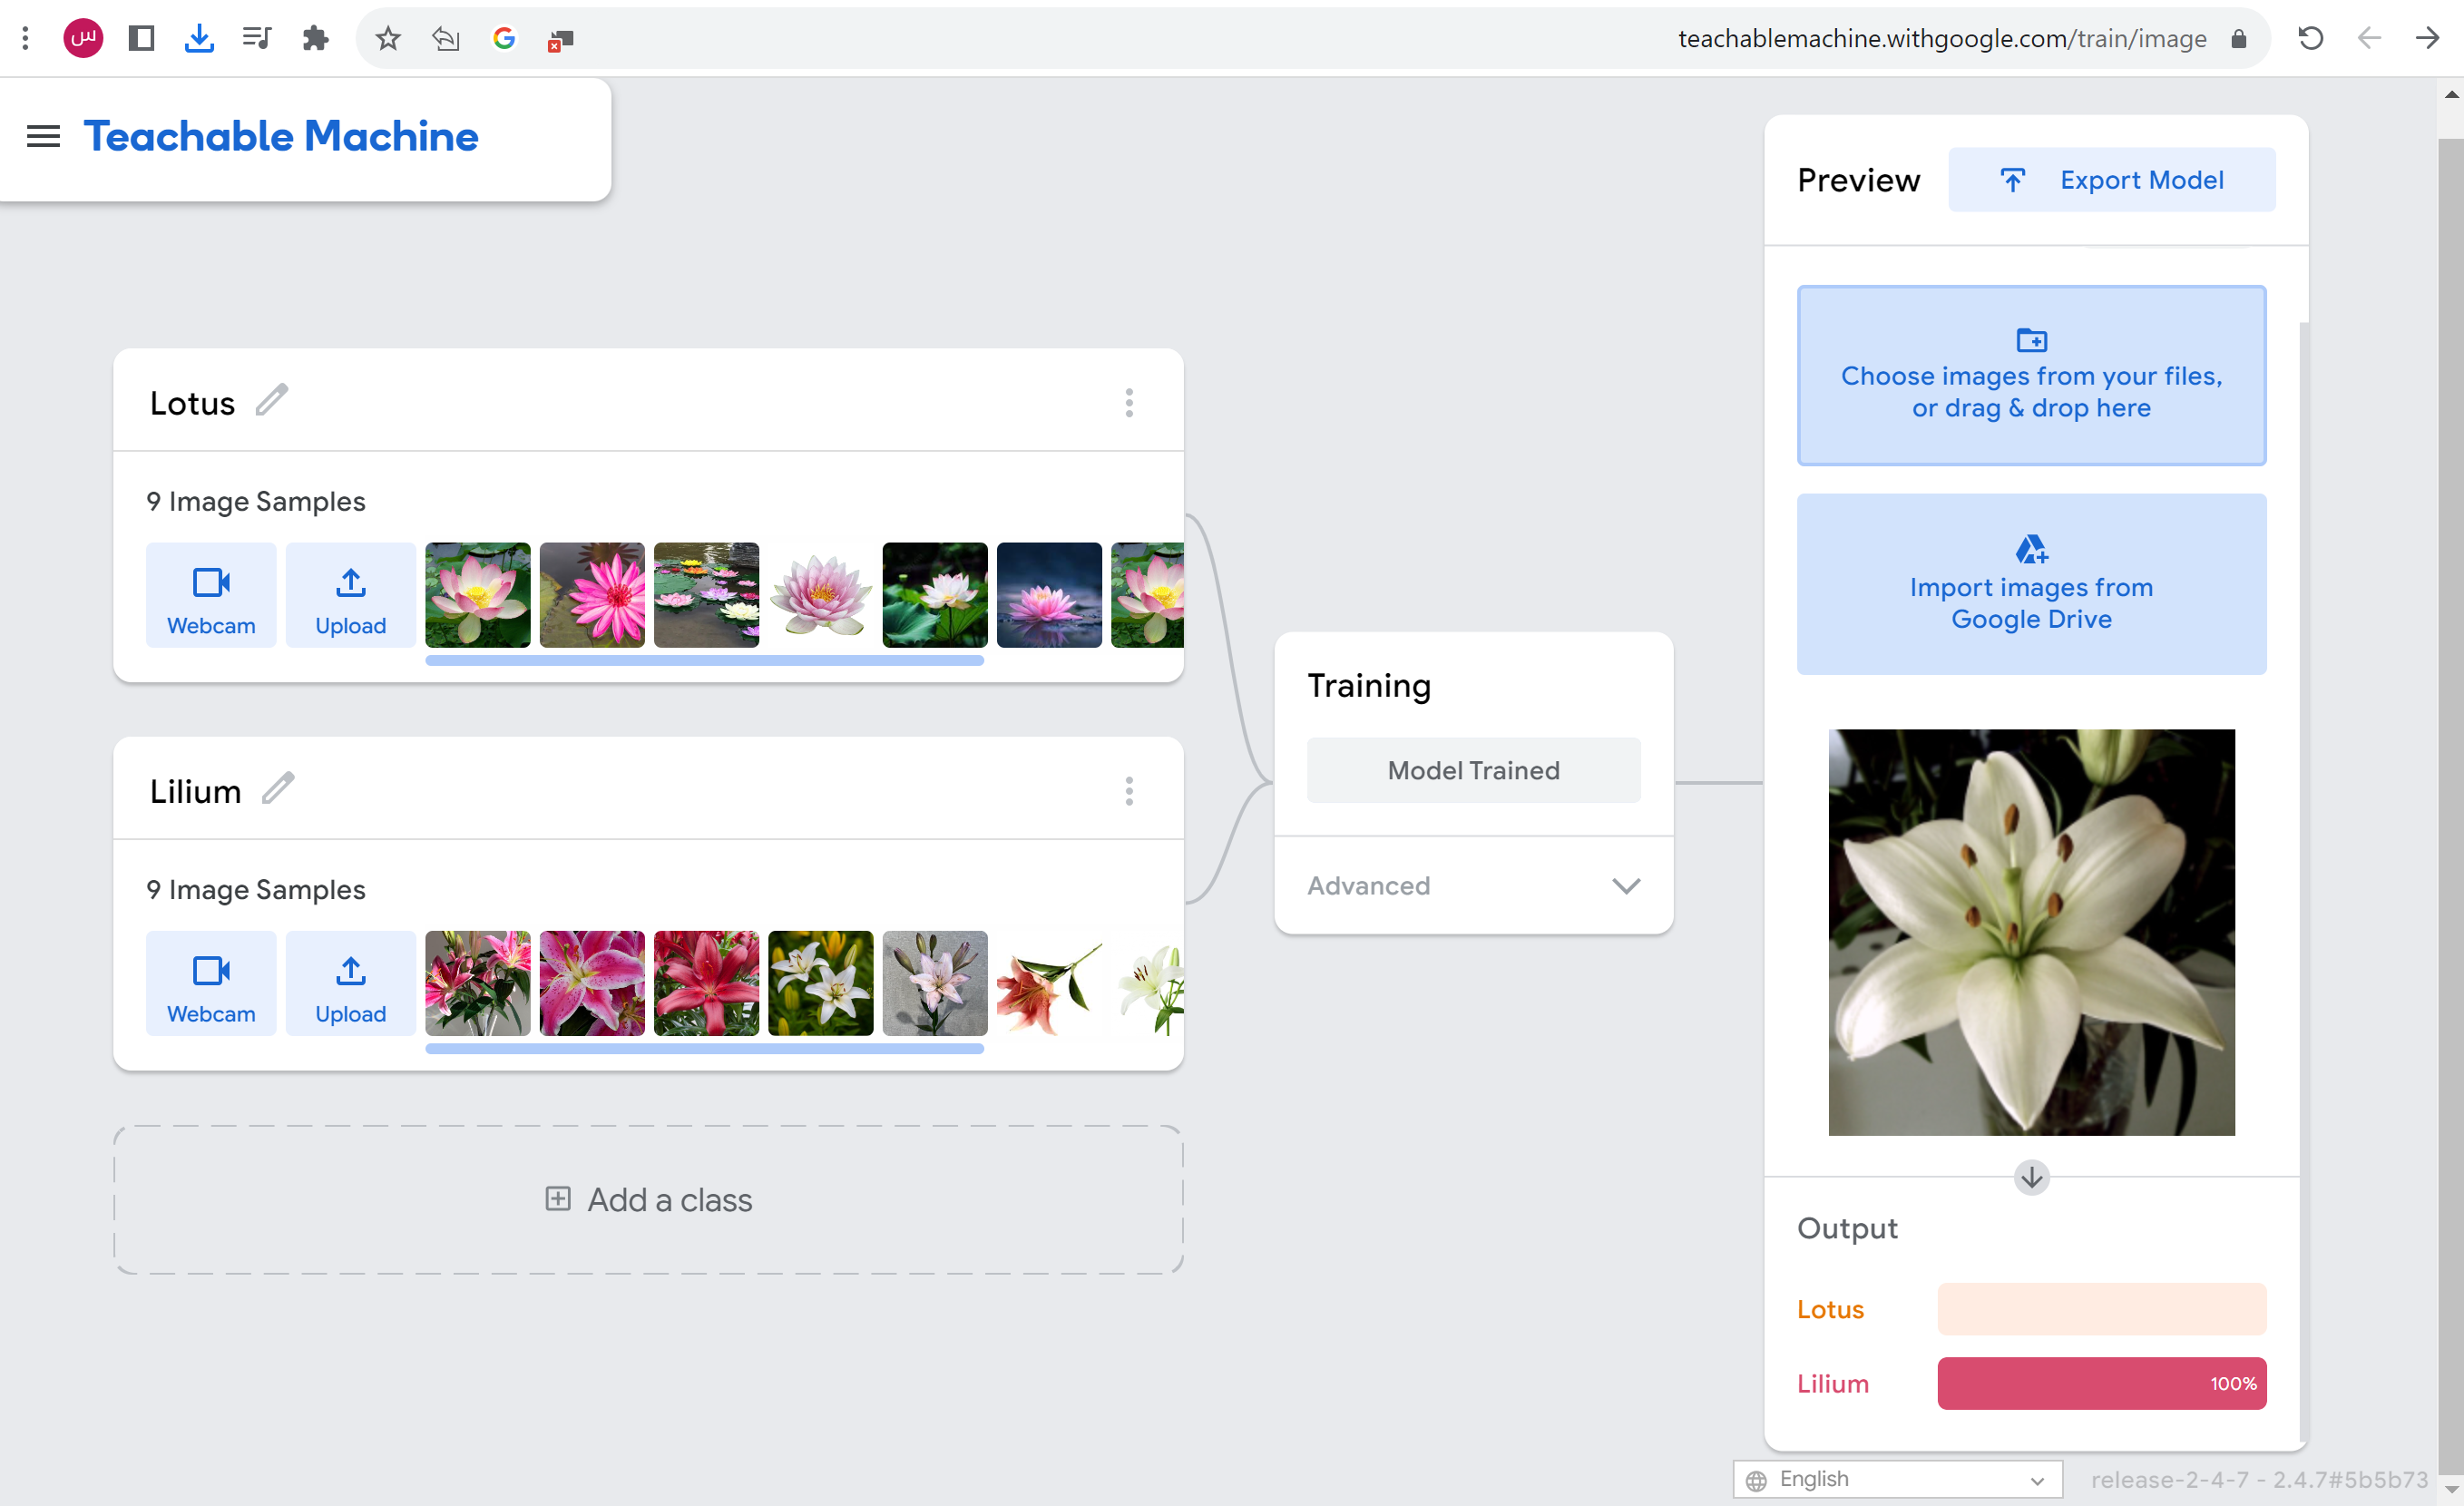 س
teachablemachine.withgoogle.com/train/image
Teachable Machine
Lotus
9 Image Samples
Webcam
Upload
Lilium
9 Image Samples
Webcam
Upload
Add a class
Training
Model Trained
Advanced
Preview
Export Model
Choose images from your files,
or drag & drop here
Import images from
Google Drive
Output
Lotus
Lilium
100%
English
release-2-4-7 - 2.4.7#5b5b73